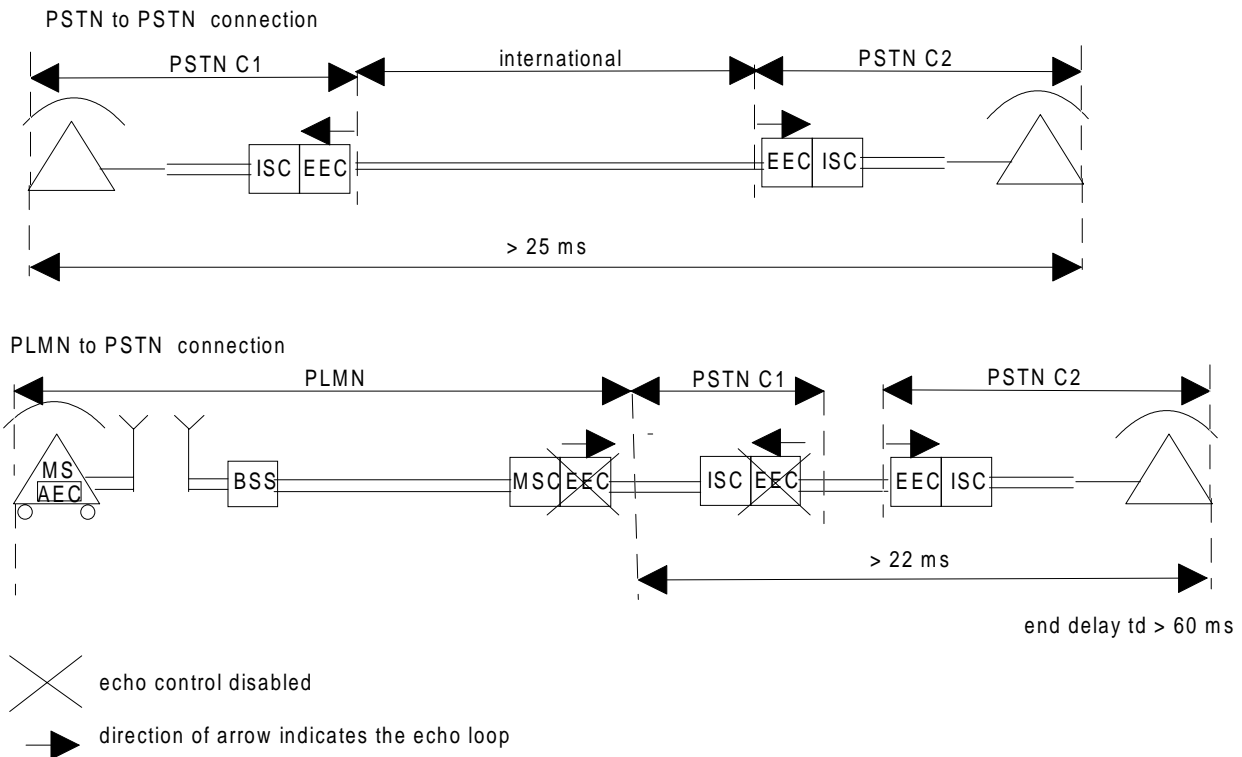 PSTN to PSTN connection
PSTN C1
international
PSTN C2
ISC EEC
EEC ISC
> 25 ms
PLMN to PSTN connection
PLMN
PSTN C1
PSTN C2
MS
AEC
BSS
MSC EEC
ISC EEC
EEC ISC
> 22 ms
end delay td > 60 ms
echo control disabled
direction of arrow indicates the echo loop